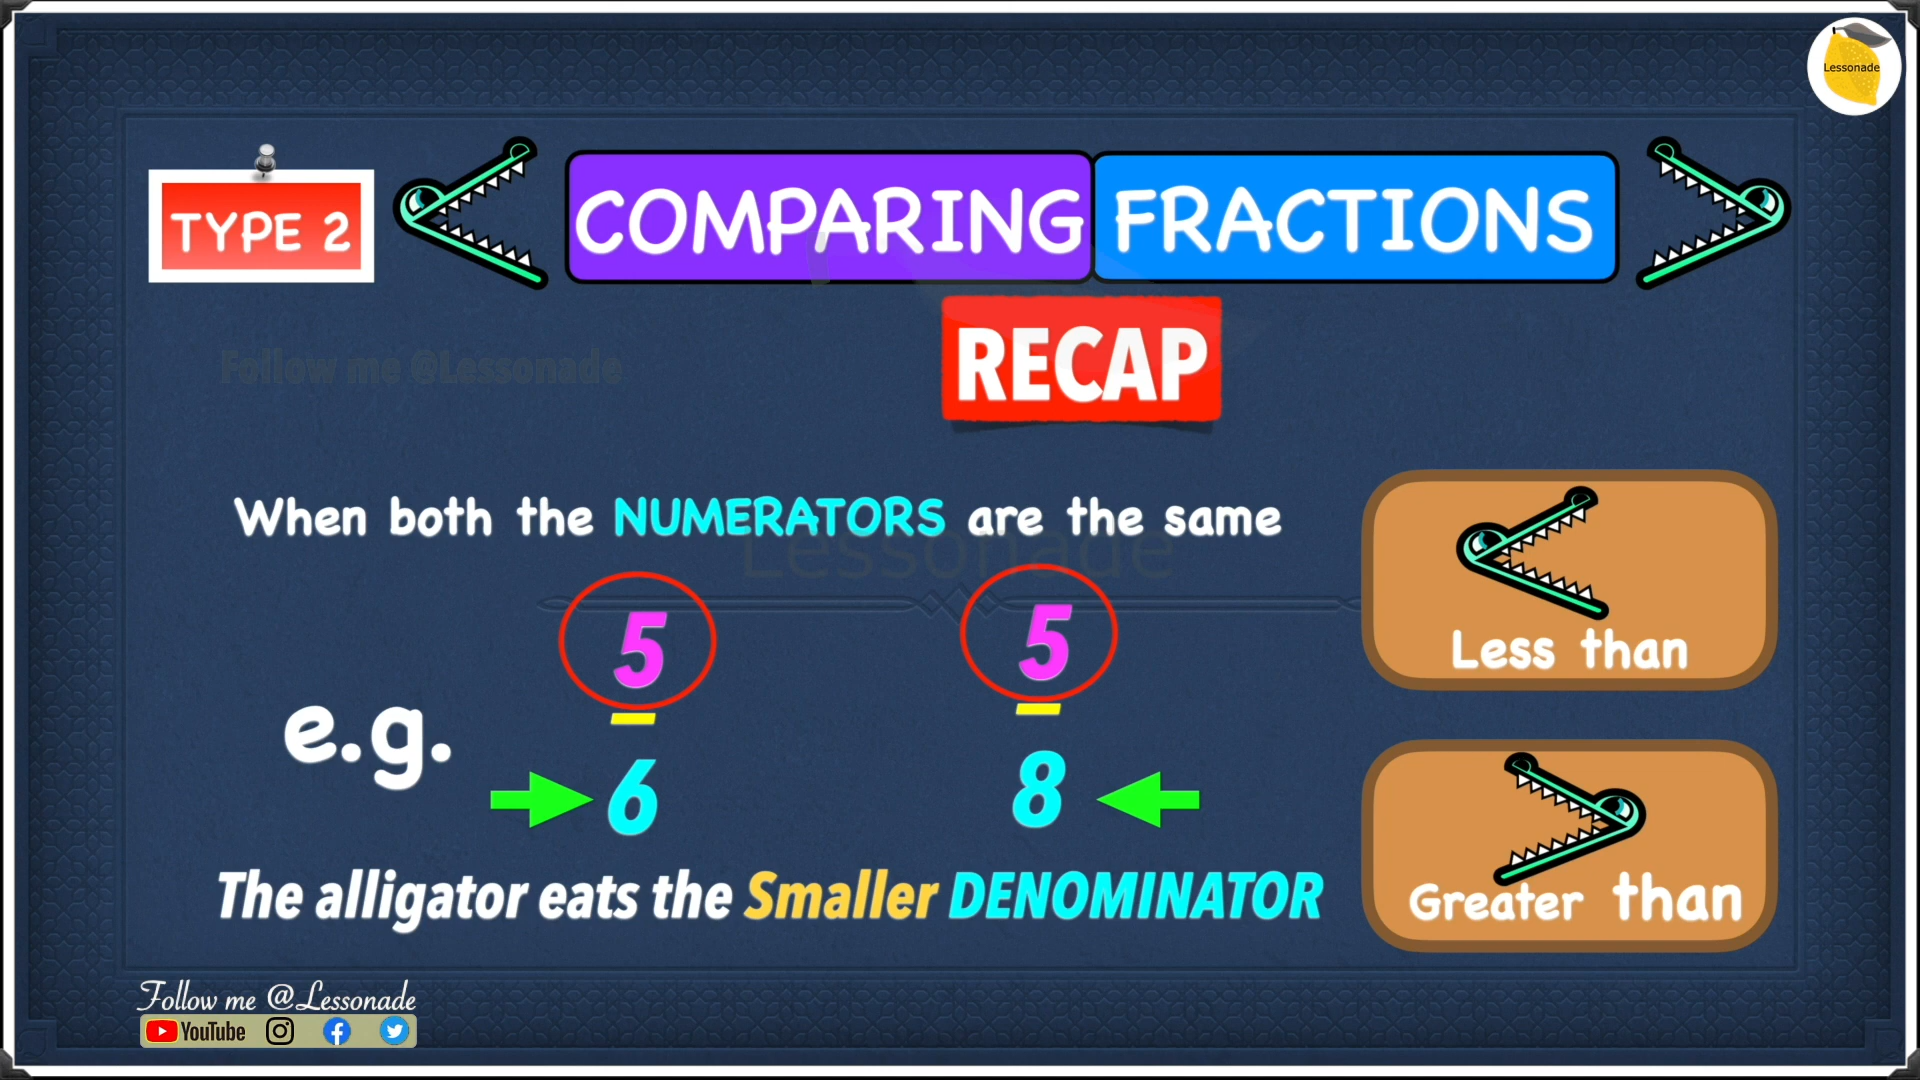 Lessonade
TYPE 2
COMPARING FRACTIONS
RECAP
Follow me @Lessonade
When both the NUMERATORS are the same
Lessonade
5 5
e.g.
6 8
The alligator eats the Smaller DENOMINATOR
Less than
Greater than
Follow me @Lessonade
YouTube